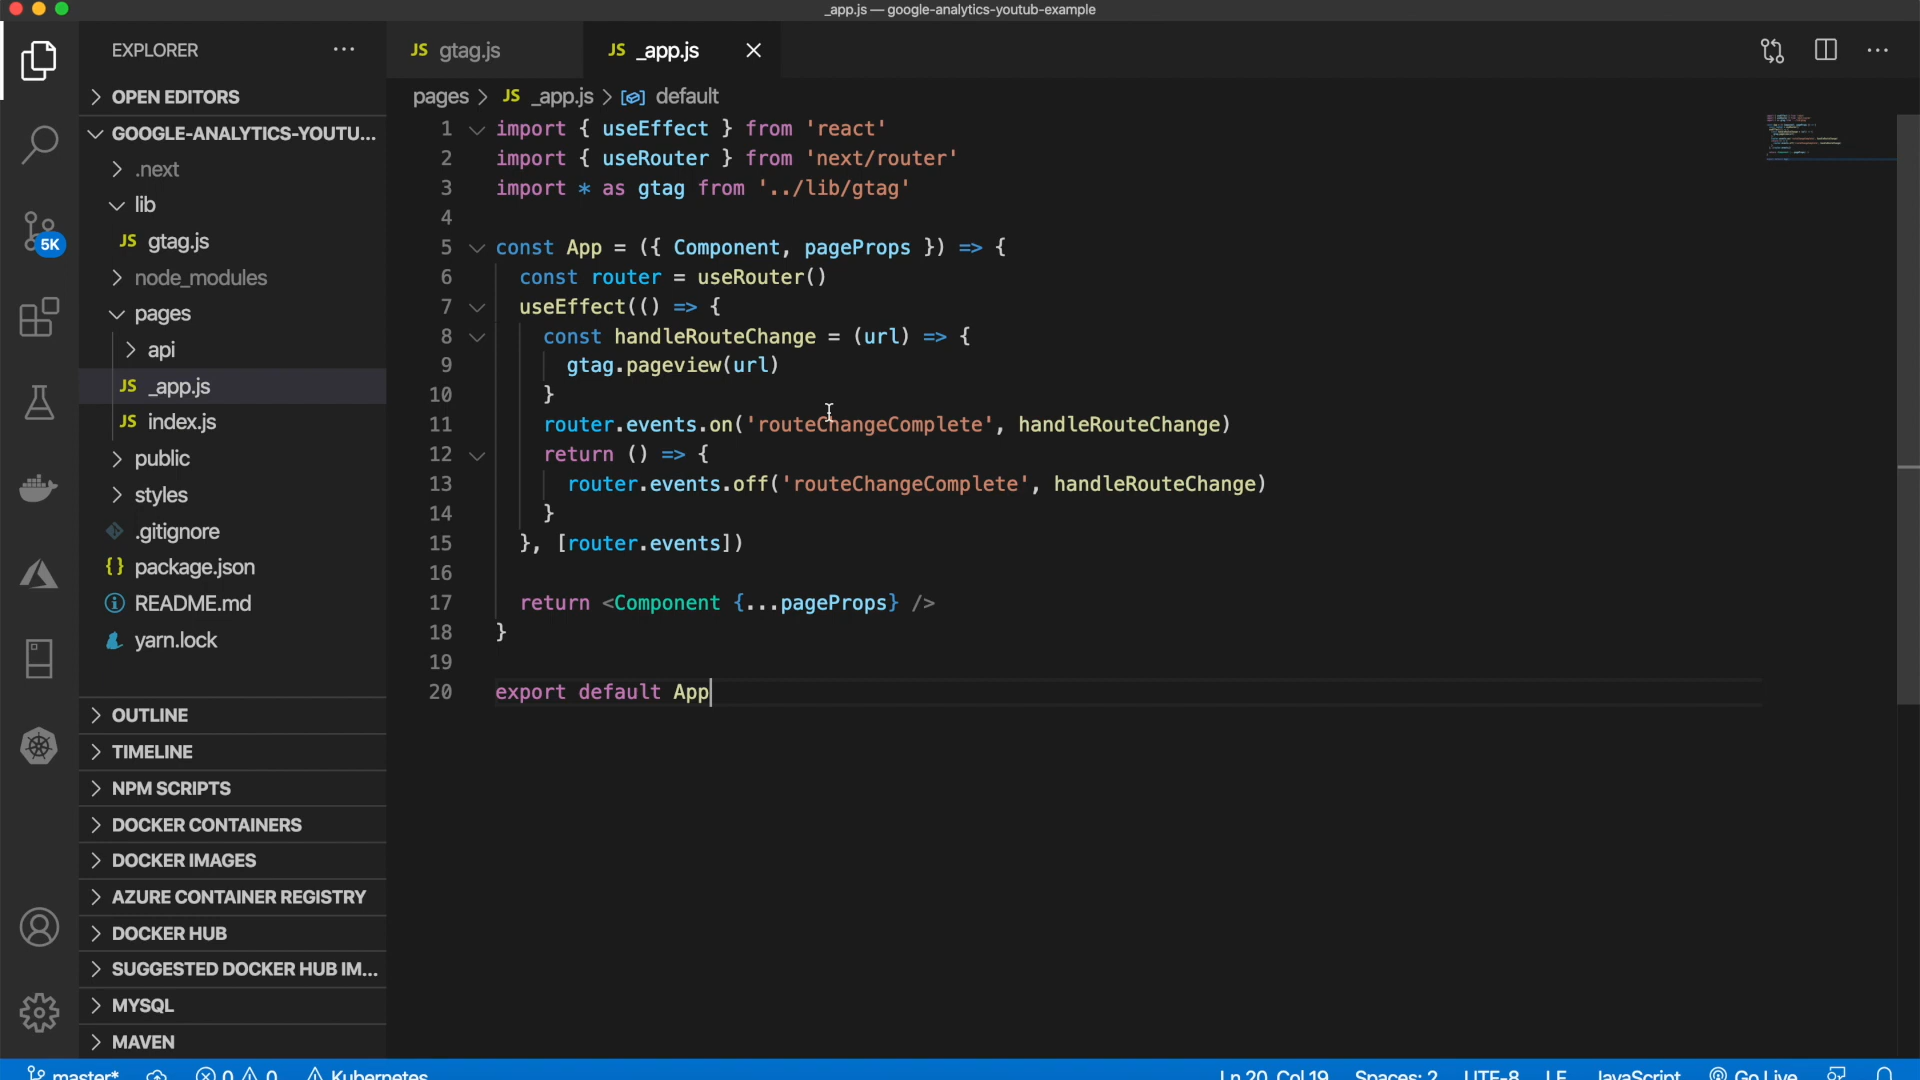 _app.js — google-analytics-youtub-example
EXPLORER
JS gtag.js
JS _app.js
OPEN EDITORS
GOOGLE-ANALYTICS-YOUTU...
.next
lib
JS gtag.js
node_modules
pages
api
JS _app.js
JS index.js
public
styles
.gitignore
{} package.json
README.md
yarn.lock
OUTLINE
TIMELINE
NPM SCRIPTS
DOCKER CONTAINERS
DOCKER IMAGES
AZURE CONTAINER REGISTRY
DOCKER HUB
SUGGESTED DOCKER HUB IM...
MYSQL
MAVEN
5K
pages > JS _app.js > default
1 import { useEffect } from 'react'
2 import { useRouter } from 'next/router'
3 import * as gtag from '../lib/gtag'
4
5 const App = ({ Component, pageProps }) => {
6 const router = useRouter()
7 useEffect(() => {
8 const handleRouteChange = (url) => {
9 gtag.pageview(url)
10 }
11 router.events.on('routeChangeComplete', handleRouteChange)
12 return () => {
13 router.events.off('routeChangeComplete', handleRouteChange)
14 }
15 }, [router.events])
16
17 return <Component {...pageProps} />
18 }
19
20 export default App
master* 0 0 Kubernetes
Ln 20, Col 19 Spaces: 2 UTF-8 LF JavaScript Go Live